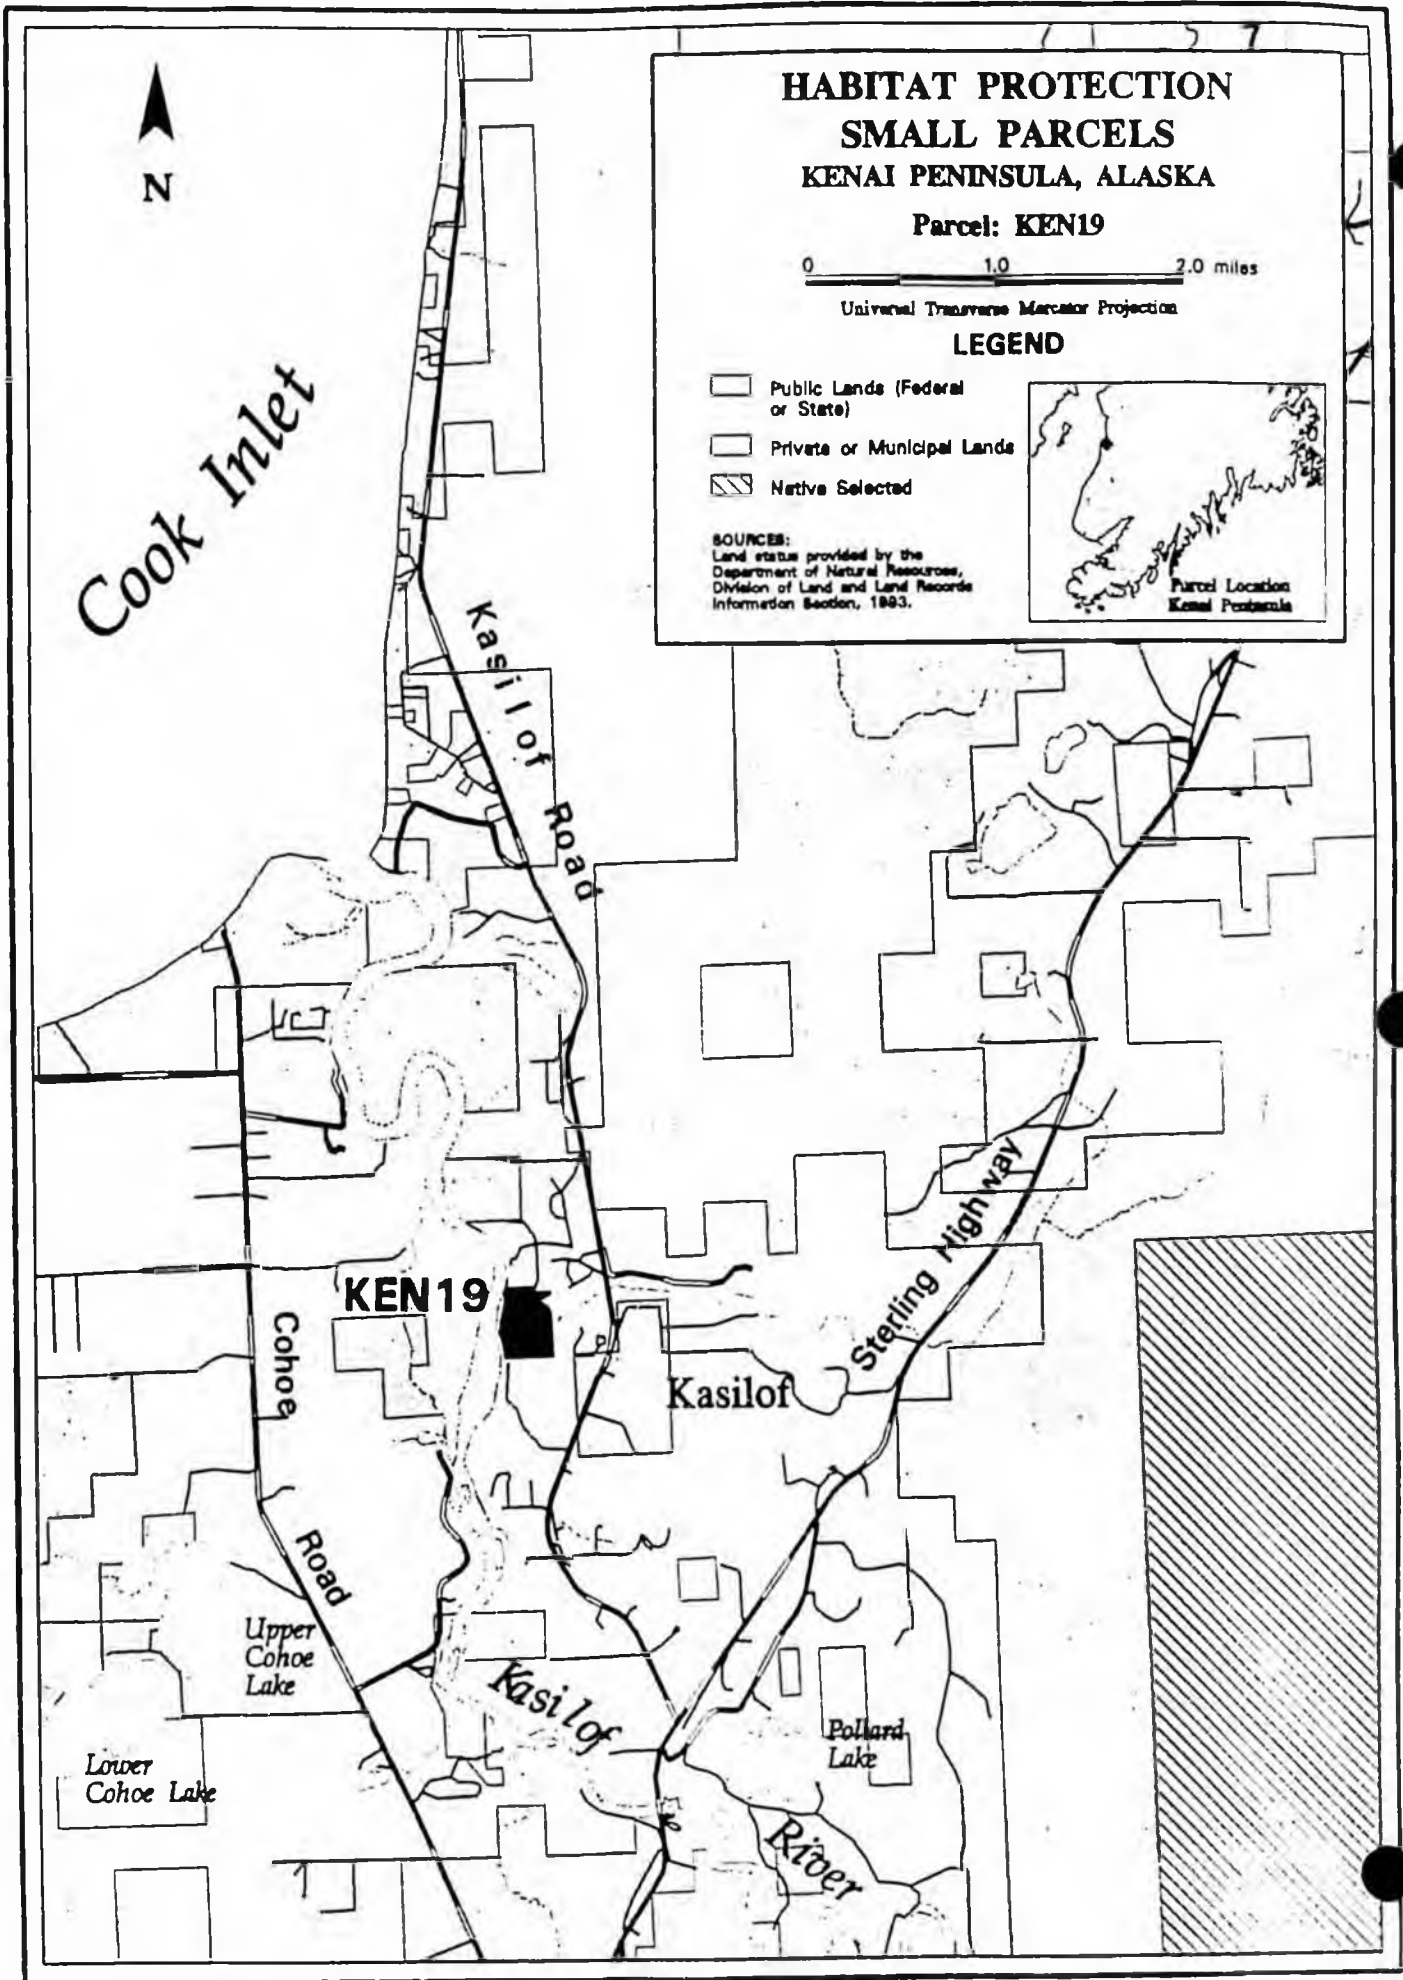 HABITAT PROTECTION
SMALL PARCELS
KENAI PENINSULA, ALASKA
Parcel: KEN19
0 1.0 2.0 miles
Universal Transverse Mercator Projection
LEGEND
Public Lands (Federal
or State)
Private or Municipal Lands
Native Selected
SOURCES:
Land status provided by the
Department of Natural Resources,
Division of Land and Land Records
Information Section, 1993.
Parcel Location
Kenai Peninsula
N
Cook Inlet
Kasilof Road
Sterling Highway
KEN19
Cohoe Road
Kasilof
Upper
Cohoe
Lake
Lower
Cohoe Lake
Kasilof River
Pollard
Lake